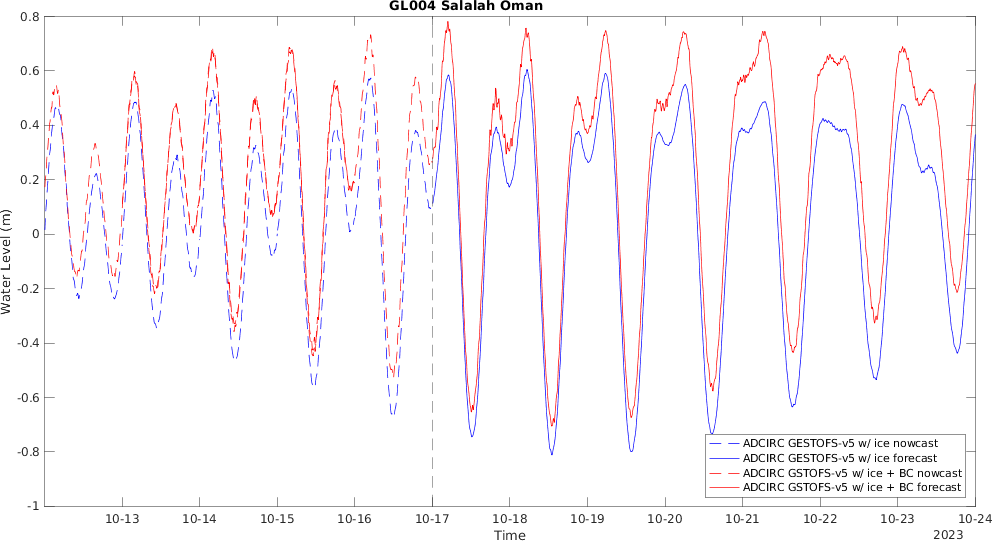 GL004 Salalah Oman
0.8
0.6
0.4
0.2
0
-0.2
-0.4
-0.6
-0.8
-1
Water Level (m)
ADCIRC GESTOFS-v5 w/ ice nowcast
ADCIRC GESTOFS-v5 w/ ice forecast
ADCIRC GSTOFS-v5 w/ ice + BC nowcast
ADCIRC GSTOFS-v5 w/ ice + BC forecast
10-13 10-14 10-15 10-16 10-17 10-18 10-19 10-20 10-21 10-22 10-23 10-24
Time
2023